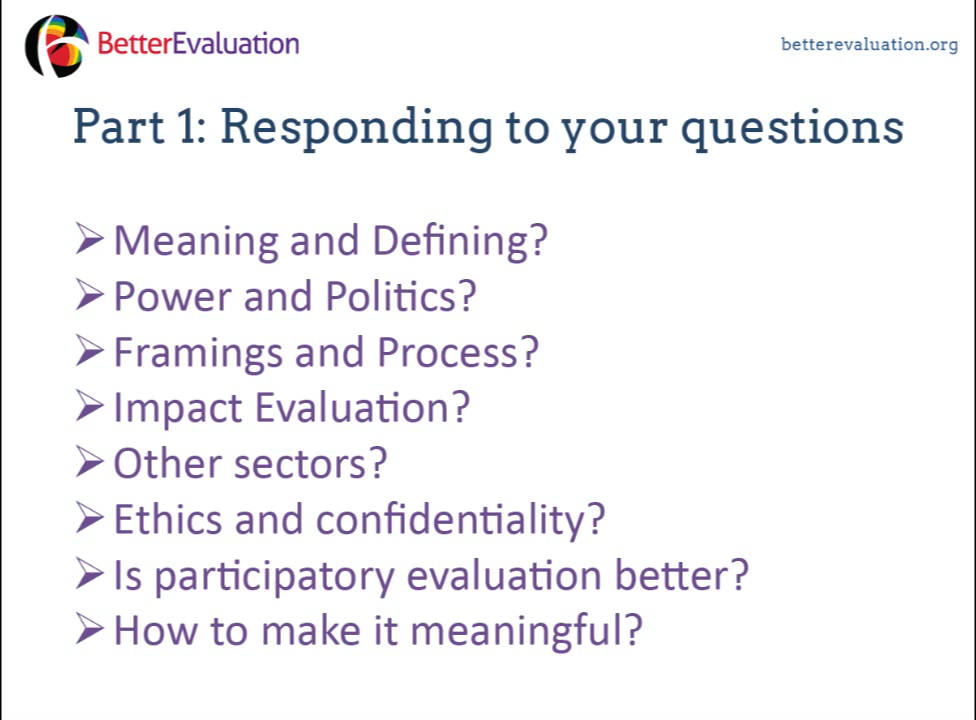 BetterEvaluation
betterevaluation.org
Part 1: Responding to your questions
➢ Meaning and Defining?
➢ Power and Politics?
➢ Framings and Process?
➢ Impact Evaluation?
➢ Other sectors?
➢ Ethics and confidentiality?
➢ Is participatory evaluation better?
➢ How to make it meaningful?